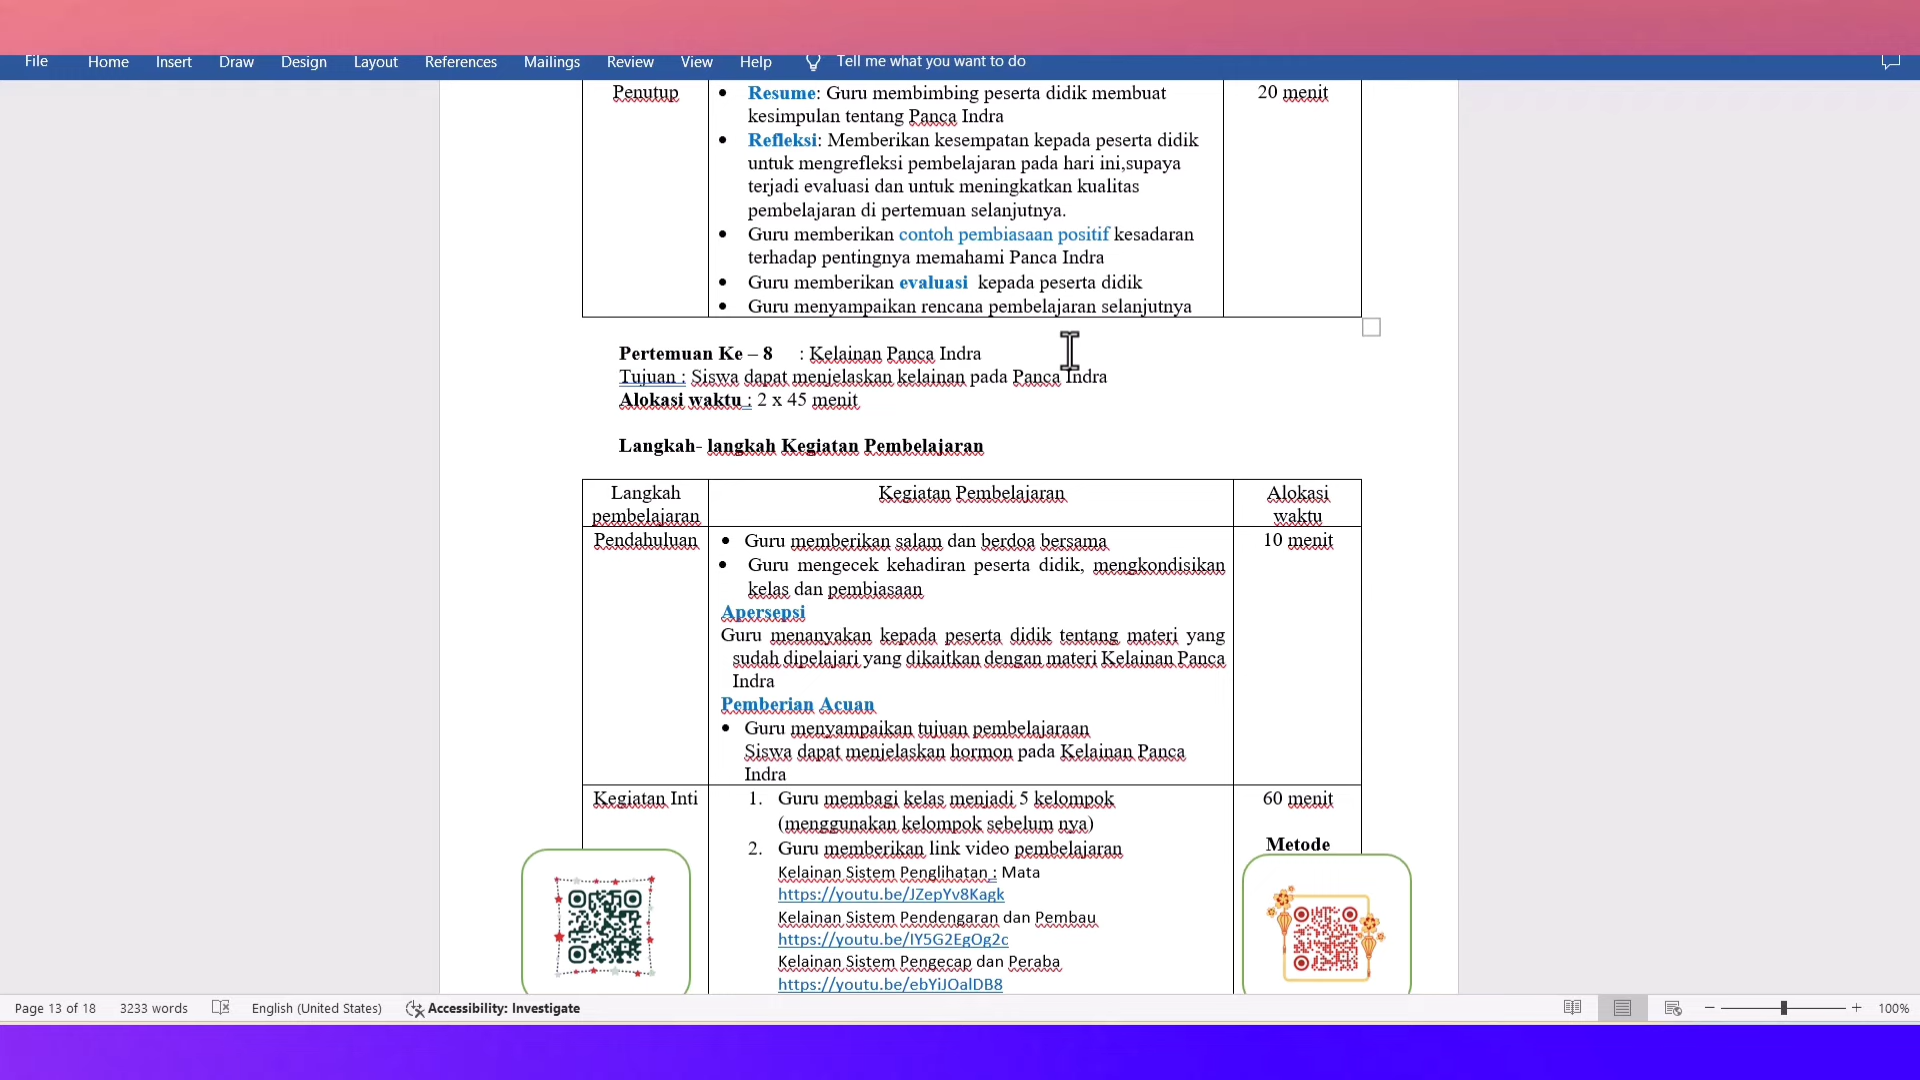 File Home Insert Draw Design Layout References Mailings Review View Help Tell me what you want to do
Penutup • Resume: Guru membimbing peserta didik membuat 20 menit
kesimpulan tentang Panca Indra
• Refleksi: Memberikan kesempatan kepada peserta didik
untuk mengrefleksi pembelajaran pada hari ini,supaya
terjadi evaluasi dan untuk meningkatkan kualitas
pembelajaran di pertemuan selanjutnya.
• Guru memberikan contoh pembiasaan positif kesadaran
terhadap pentingnya memahami Panca Indra
• Guru memberikan evaluasi kepada peserta didik
• Guru menyampaikan rencana pembelajaran selanjutnya
Pertemuan Ke – 8 : Kelainan Panca Indra
Tujuan : Siswa dapat menjelaskan kelainan pada Panca Indra
Alokasi waktu : 2 x 45 menit
Langkah- langkah Kegiatan Pembelajaran
Langkah pembelajaran
Kegiatan Pembelajaran
Alokasi waktu
Pendahuluan • Guru memberikan salam dan berdoa bersama 10 menit
• Guru mengecek kehadiran peserta didik, mengkondisikan
kelas dan pembiasaan
Apersepsi
Guru menanyakan kepada peserta didik tentang materi yang
sudah dipelajari yang dikaitkan dengan materi Kelainan Panca
Indra
Pemberian Acuan
• Guru menyampaikan tujuan pembelajaraan
Siswa dapat menjelaskan hormon pada Kelainan Panca
Indra
Kegiatan Inti 1. Guru membagi kelas menjadi 5 kelompok 60 menit
(menggunakan kelompok sebelum nya)
Metode
2. Guru memberikan link video pembelajaran
Kelainan Sistem Penglihatan : Mata
https://youtu.be/JZepYv8Kagk
Kelainan Sistem Pendengaran dan Pembau
https://youtu.be/IY5G2EgOg2c
Kelainan Sistem Pengecap dan Peraba
https://youtu.be/ebYiJOalDB8
Page 13 of 18 3233 words English (United States) Accessibility: Investigate 100%